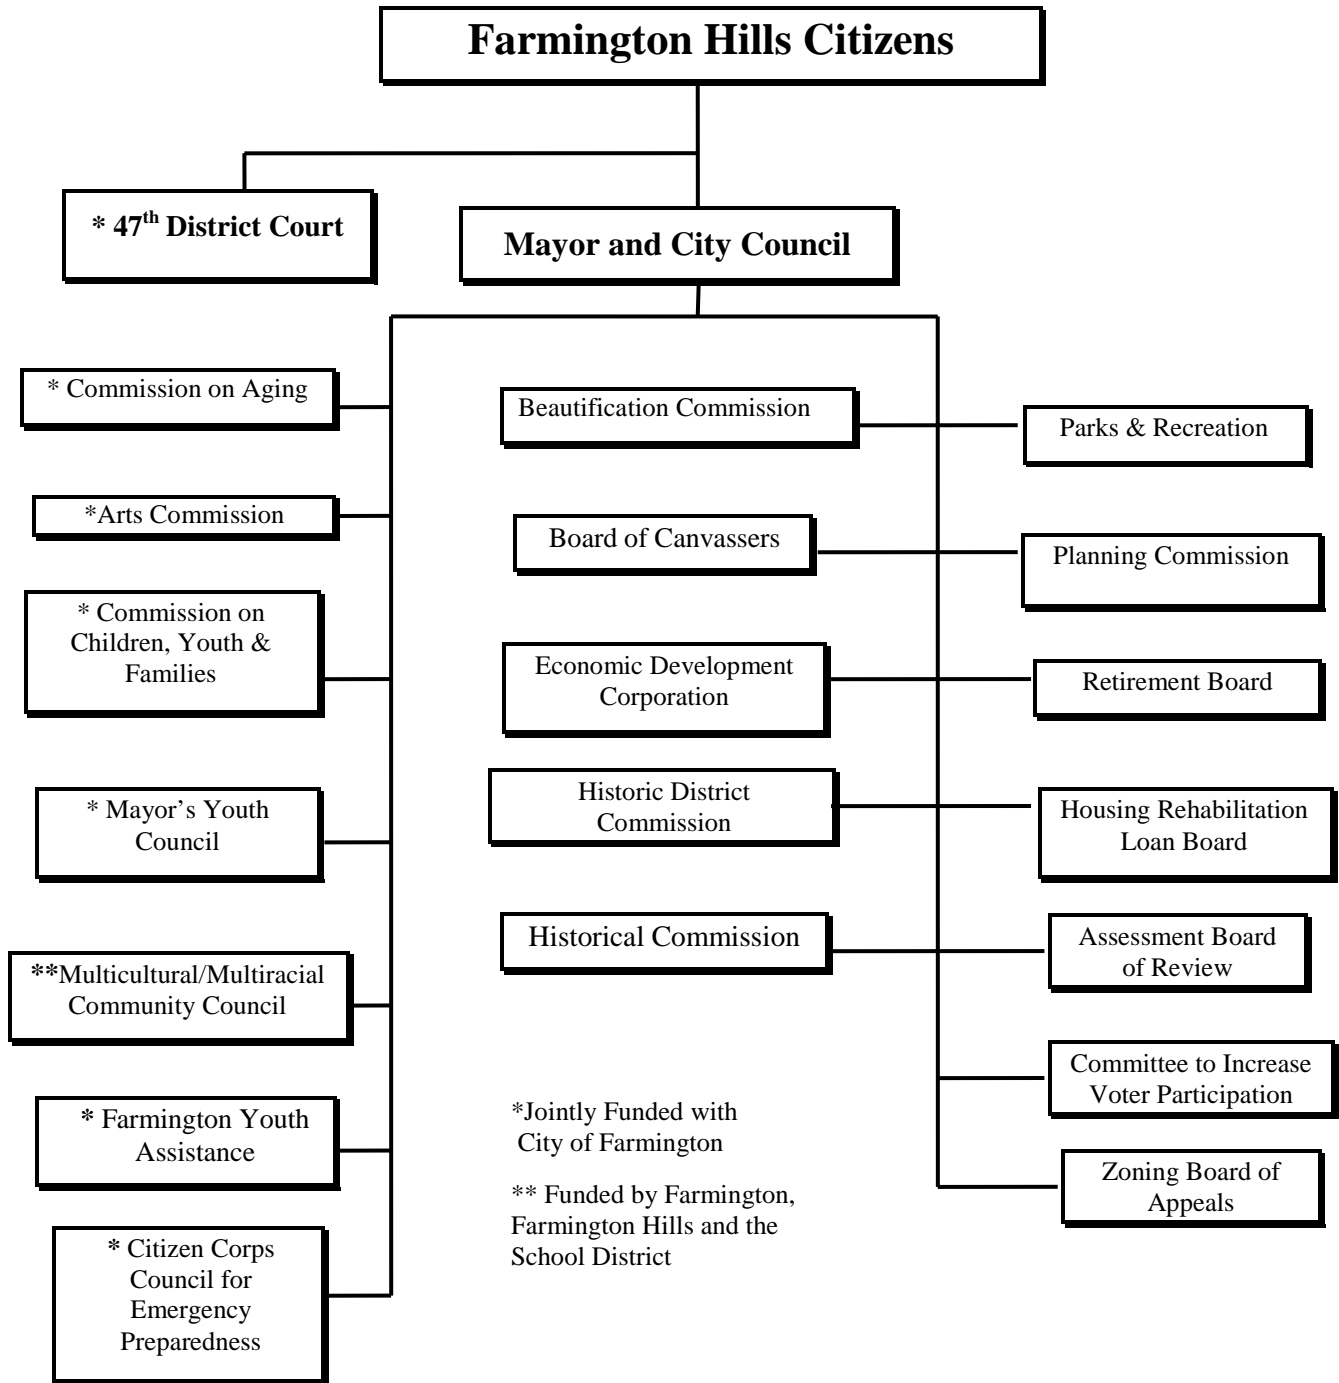 Farmington Hills Citizens
* 47th District Court
Mayor and City Council
* Commission on Aging
*Arts Commission
* Commission on
Children, Youth &
Families
* Mayor's Youth
Council
**Multicultural/Multiracial
Community Council
* Farmington Youth
Assistance
* Citizen Corps
Council for
Emergency
Preparedness
Beautification Commission
Board of Canvassers
Economic Development
Corporation
Historic District
Commission
Historical Commission
Parks & Recreation
Planning Commission
Retirement Board
Housing Rehabilitation
Loan Board
Assessment Board
of Review
Committee to Increase
Voter Participation
Zoning Board of
Appeals
*Jointly Funded with
City of Farmington
** Funded by Farmington,
Farmington Hills and the
School District